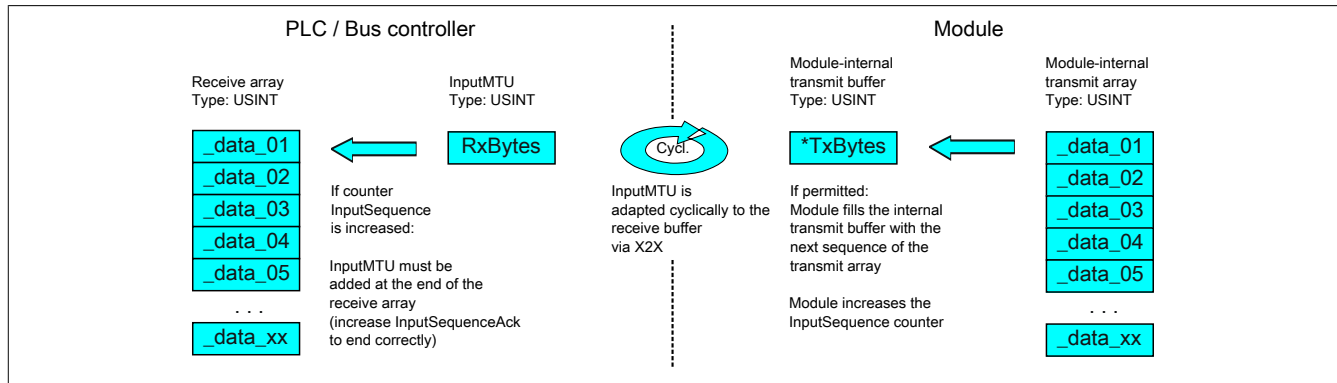 PLC / Bus controller
Module
Receive array
Type: USINT
InputMTU
Type: USINT
Module-internal
transmit buffer
Type: USINT
Module-internal
transmit array
Type: USINT
_data_01
_data_02
_data_03
_data_04
_data_05
. . .
_data_xx
RxBytes
If counter
InputSequence
is increased:
InputMTU must be
added at the end of the
receive array
(increase InputSequenceAck
to end correctly)
Cycl.
InputMTU is
adapted cyclically to the
receive buffer
via X2X
*TxBytes
If permitted:
Module fills the internal
transmit buffer with the
next sequence of the
transmit array
Module increases the
InputSequence counter
_data_01
_data_02
_data_03
_data_04
_data_05
. . .
_data_xx